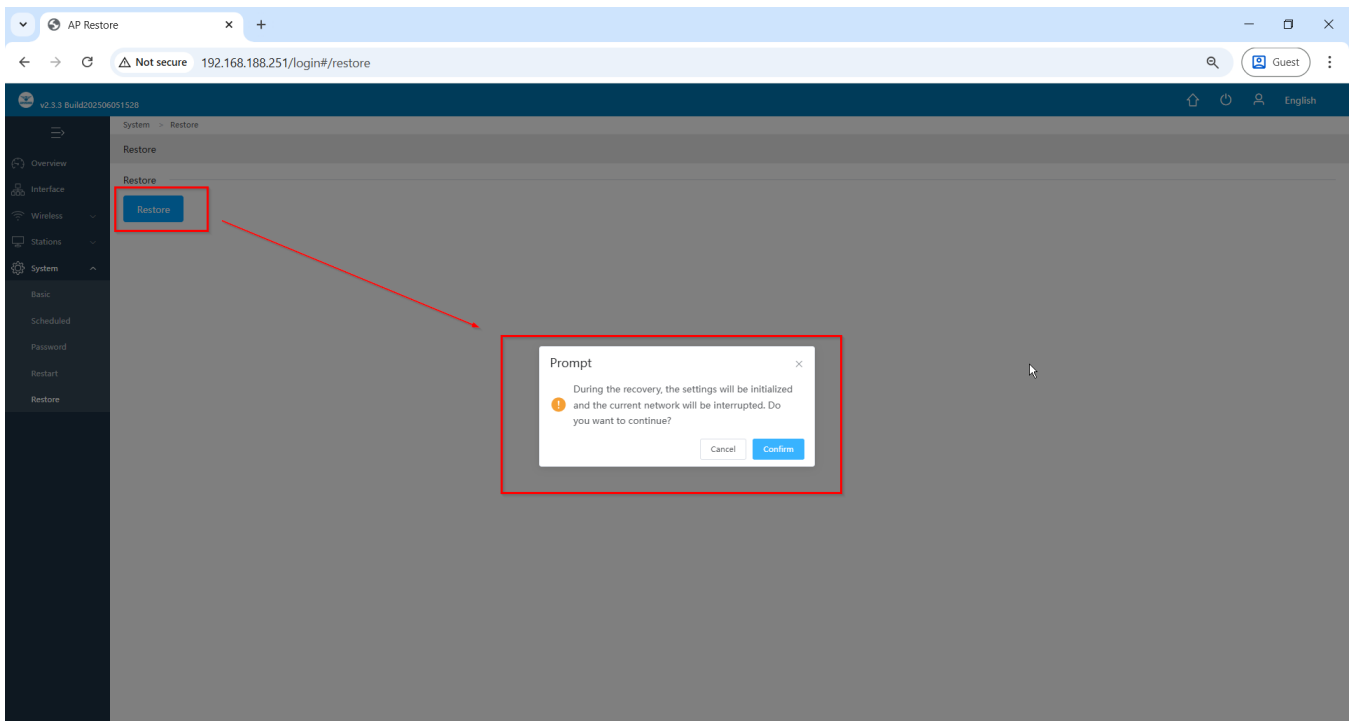 AP Restore
Not secure 192.168.188.251/login#/restore
Guest
v2.3.3 Build202506051528
English
System > Restore
Restore
Overview
Interface
Wireless
Stations
System
Basic
Scheduled
Password
Restart
Restore
Restore
Restore
Prompt
During the recovery, the settings will be initialized
and the current network will be interrupted. Do
you want to continue?
Cancel Confirm